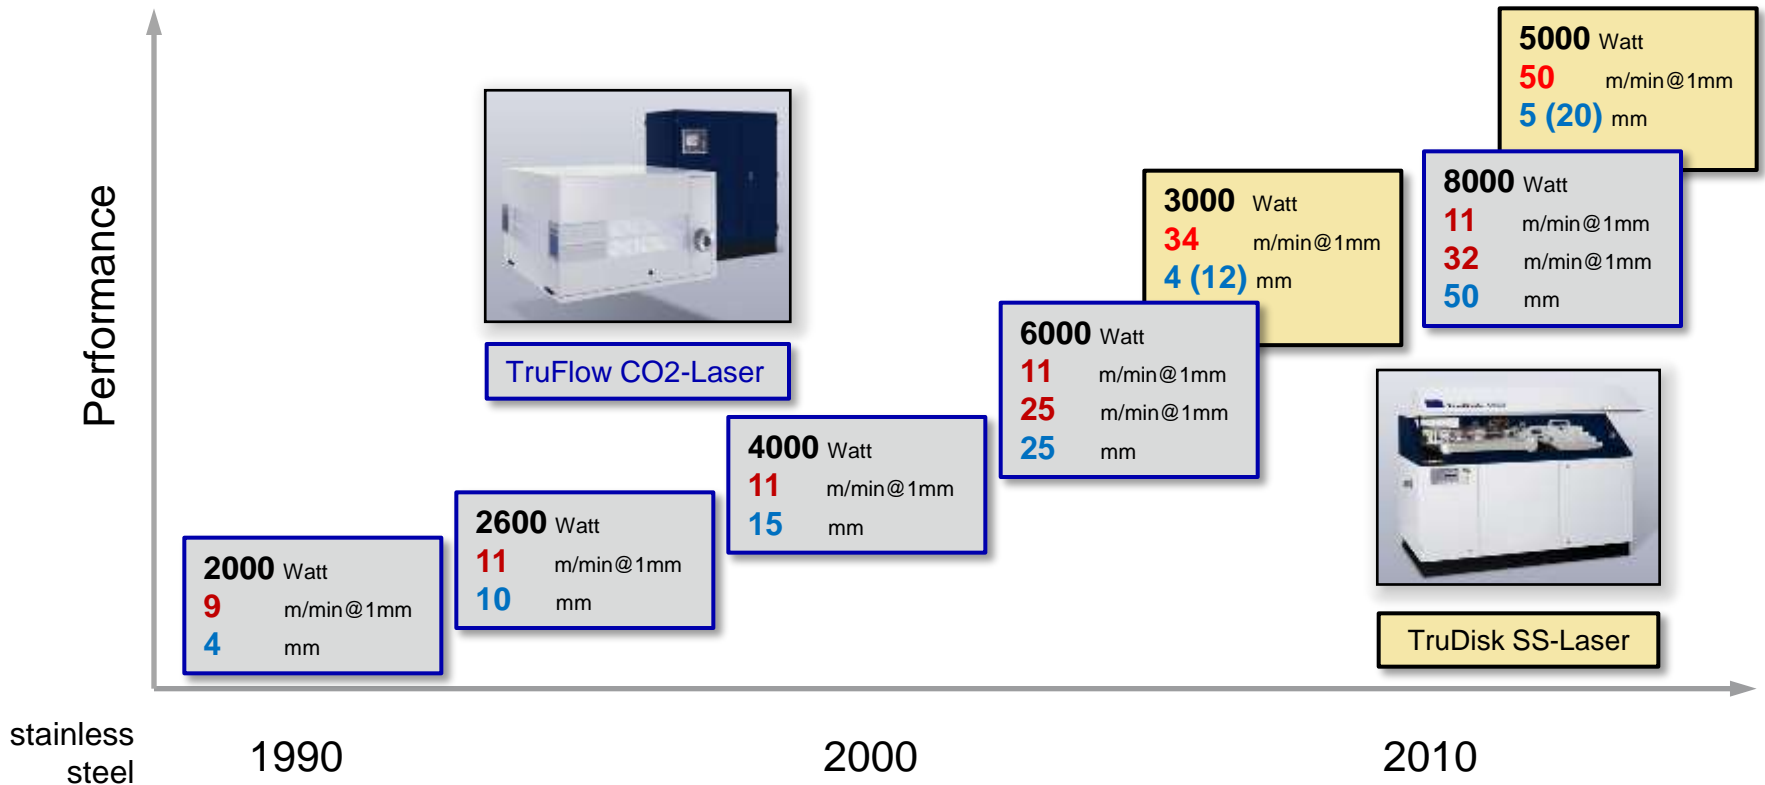 Performance
5000 Watt
50 m/min@1mm
5 (20) mm
8000 Watt
11 m/min@1mm
32 m/min@1mm
50 mm
3000 Watt
34 m/min@1mm
4 (12) mm
6000 Watt
11 m/min@1mm
25 m/min@1mm
25 mm
TruFlow CO2-Laser
4000 Watt
11 m/min@1mm
15 mm
2600 Watt
11 m/min@1mm
10 mm
2000 Watt
9 m/min@1mm
4 mm
TruDisk SS-Laser
stainless
steel
1990 2000 2010